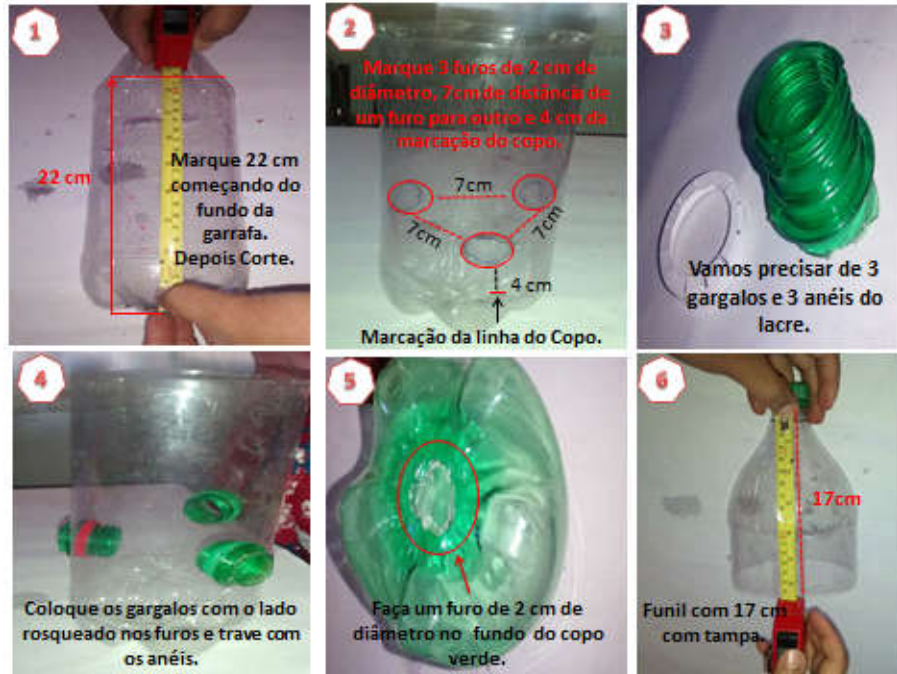 1
22 cm
Marque 22 cm
começando do
fundo da
garrafa.
Depois Corte.
2
Marque 3 furos de 2 cm de
diâmetro, 7cm de distância de
um furo para outro e 4 cm da
marcação do copo.
7cm
7cm
7cm
4 cm
Marcação da linha do Copo.
3
Vamos precisar de 3
gargalos e 3 anéis do
lacre.
4
Coloque os gargalos com o lado
rosqueado nos furos e trave com
os anéis.
5
Faça um furo de 2 cm de
diâmetro no fundo do copo
verde.
6
17cm
Funil com 17 cm
com tampa.